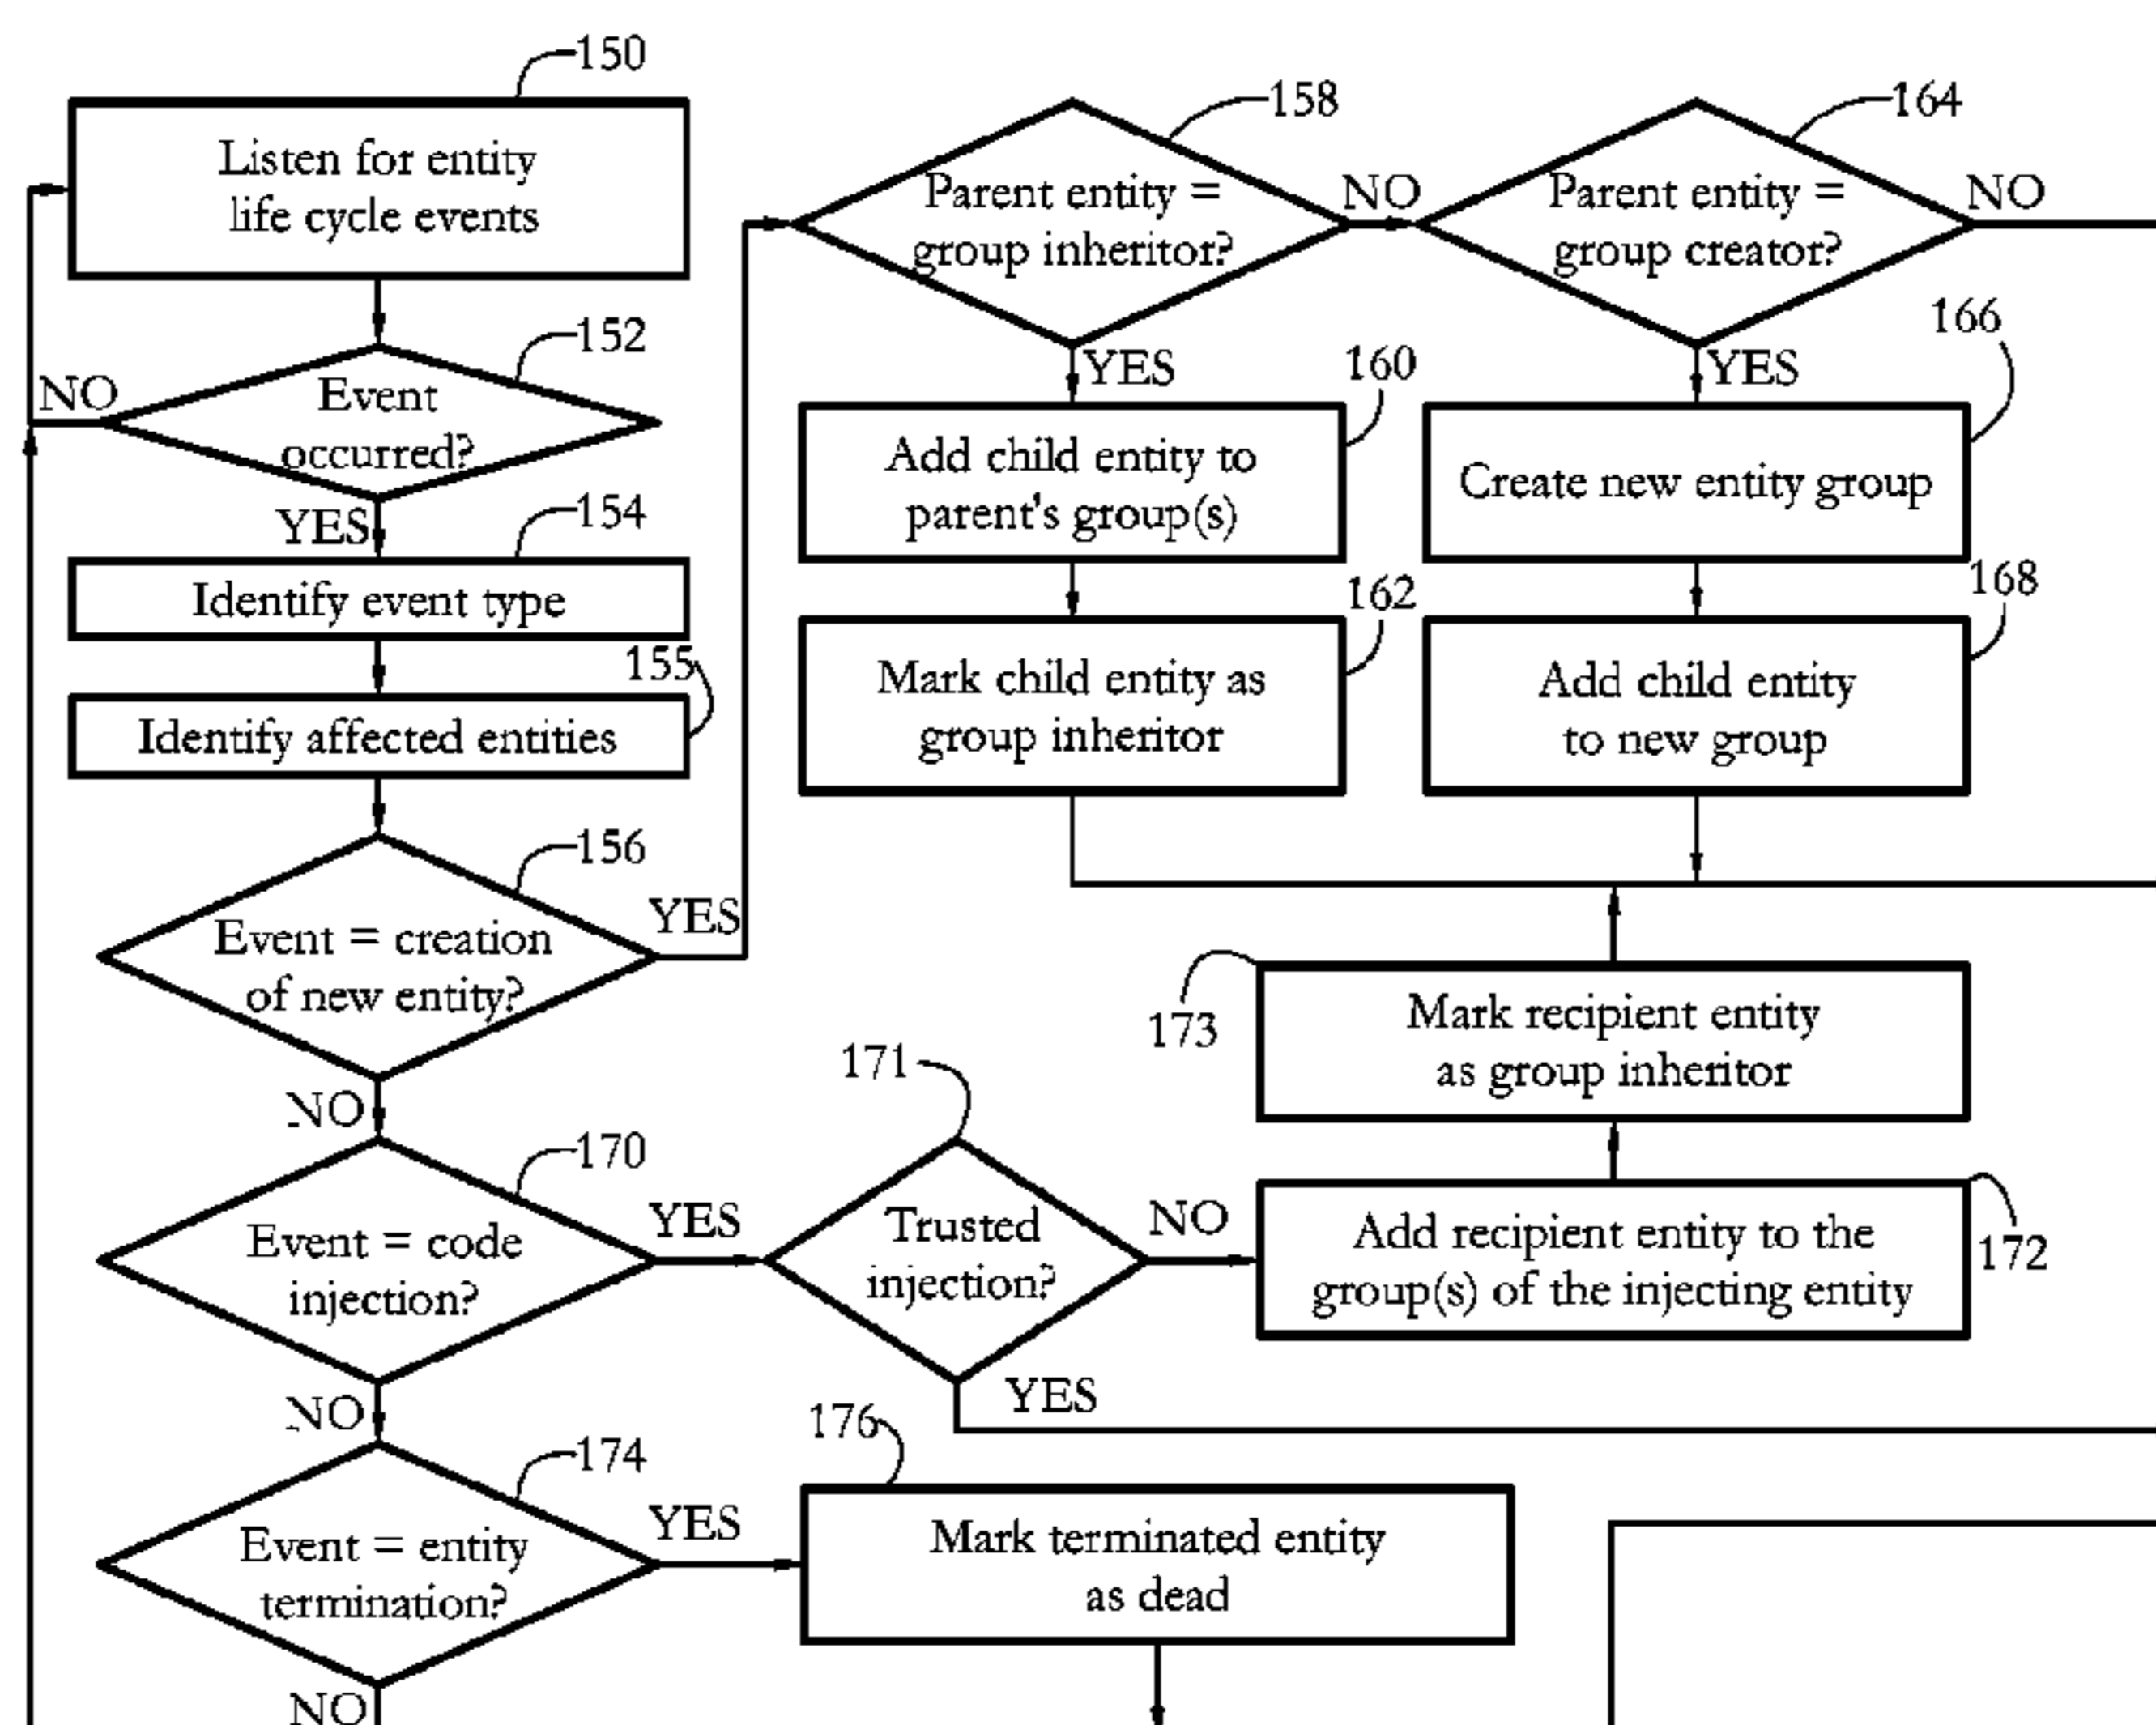 150
Listen for entity
life cycle events
152
Event
occurred?
NO
YES
154
Identify event type
155
Identify affected entities
156
Event = creation
of new entity?
YES
NO
158
Parent entity =
group inheritor?
NO
YES
160
Add child entity to
parent's group(s)
162
Mark child entity as
group inheritor
164
Parent entity =
group creator?
NO
YES
166
Create new entity group
168
Add child entity
to new group
170
Event = code
injection?
YES
NO
171
Trusted
injection?
NO
YES
172
Add recipient entity to the
group(s) of the injecting entity
173
Mark recipient entity
as group inheritor
174
Event = entity
termination?
YES
NO
176
Mark terminated entity
as dead